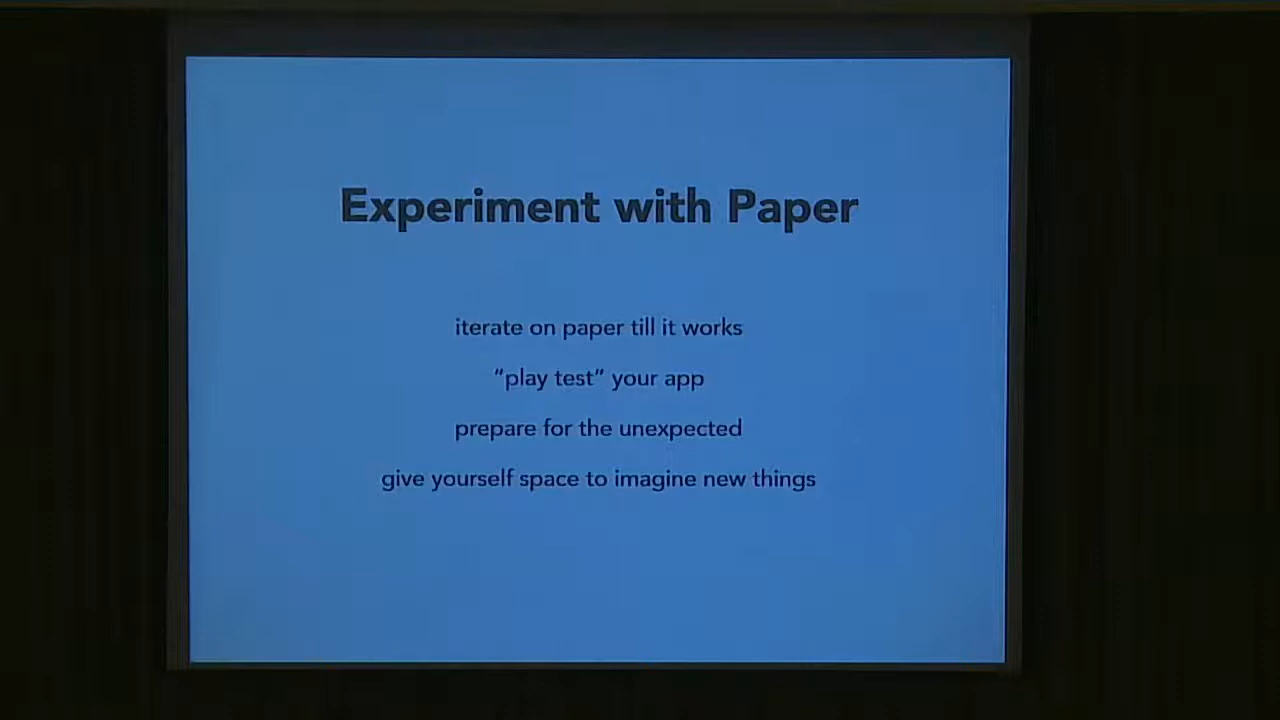 Experiment with Paper
iterate on paper till it works
“play test” your app
prepare for the unexpected
give yourself space to imagine new things